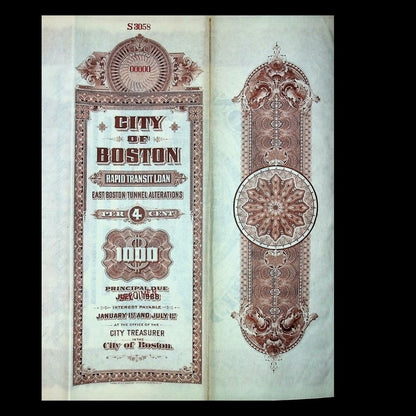 S 3058
00000
CITY
OF
BOSTON
RAPID TRANSIT LOAN
EAST BOSTON TUNNEL ALTERATIONS
PER 4 CENT.
1000
PRINCIPAL DUE
JULY
INTEREST PAYABLE
JANUARY 1ST AND JULY 1ST
AT THE OFFICE OF THE
CITY TREASURER
IN THE
City of Boston.